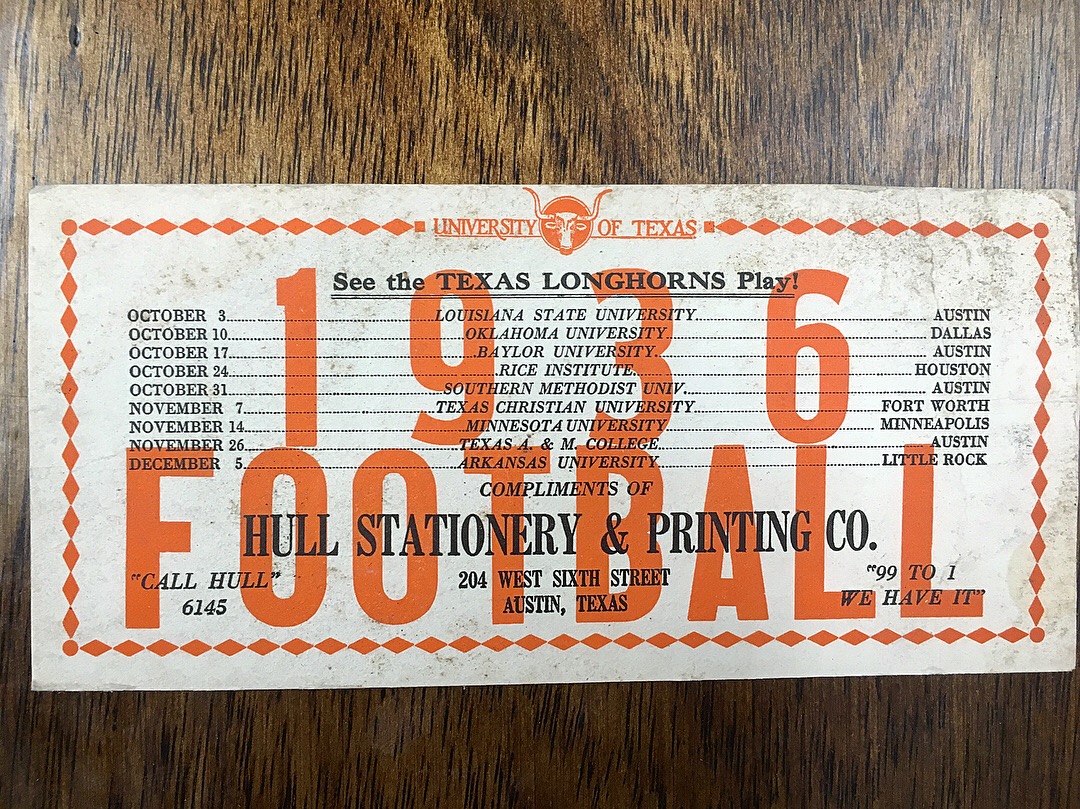 UNIVERSITY OF TEXAS
1936
FOOTBALL
See the TEXAS LONGHORNS Play!
OCTOBER 3 LOUISIANA STATE UNIVERSITY AUSTIN
OCTOBER 10 OKLAHOMA UNIVERSITY DALLAS
OCTOBER 17 BAYLOR UNIVERSITY AUSTIN
OCTOBER 24 RICE INSTITUTE HOUSTON
OCTOBER 31 SOUTHERN METHODIST UNIV. AUSTIN
NOVEMBER 7 TEXAS CHRISTIAN UNIVERSITY FORT WORTH
NOVEMBER 14 MINNESOTA UNIVERSITY MINNEAPOLIS
NOVEMBER 26 TEXAS A. & M. COLLEGE AUSTIN
DECEMBER 5 ARKANSAS UNIVERSITY LITTLE ROCK
COMPLIMENTS OF
HULL STATIONERY & PRINTING CO.
"CALL HULL"
6145
204 WEST SIXTH STREET
AUSTIN, TEXAS
"99 TO 1
WE HAVE IT"